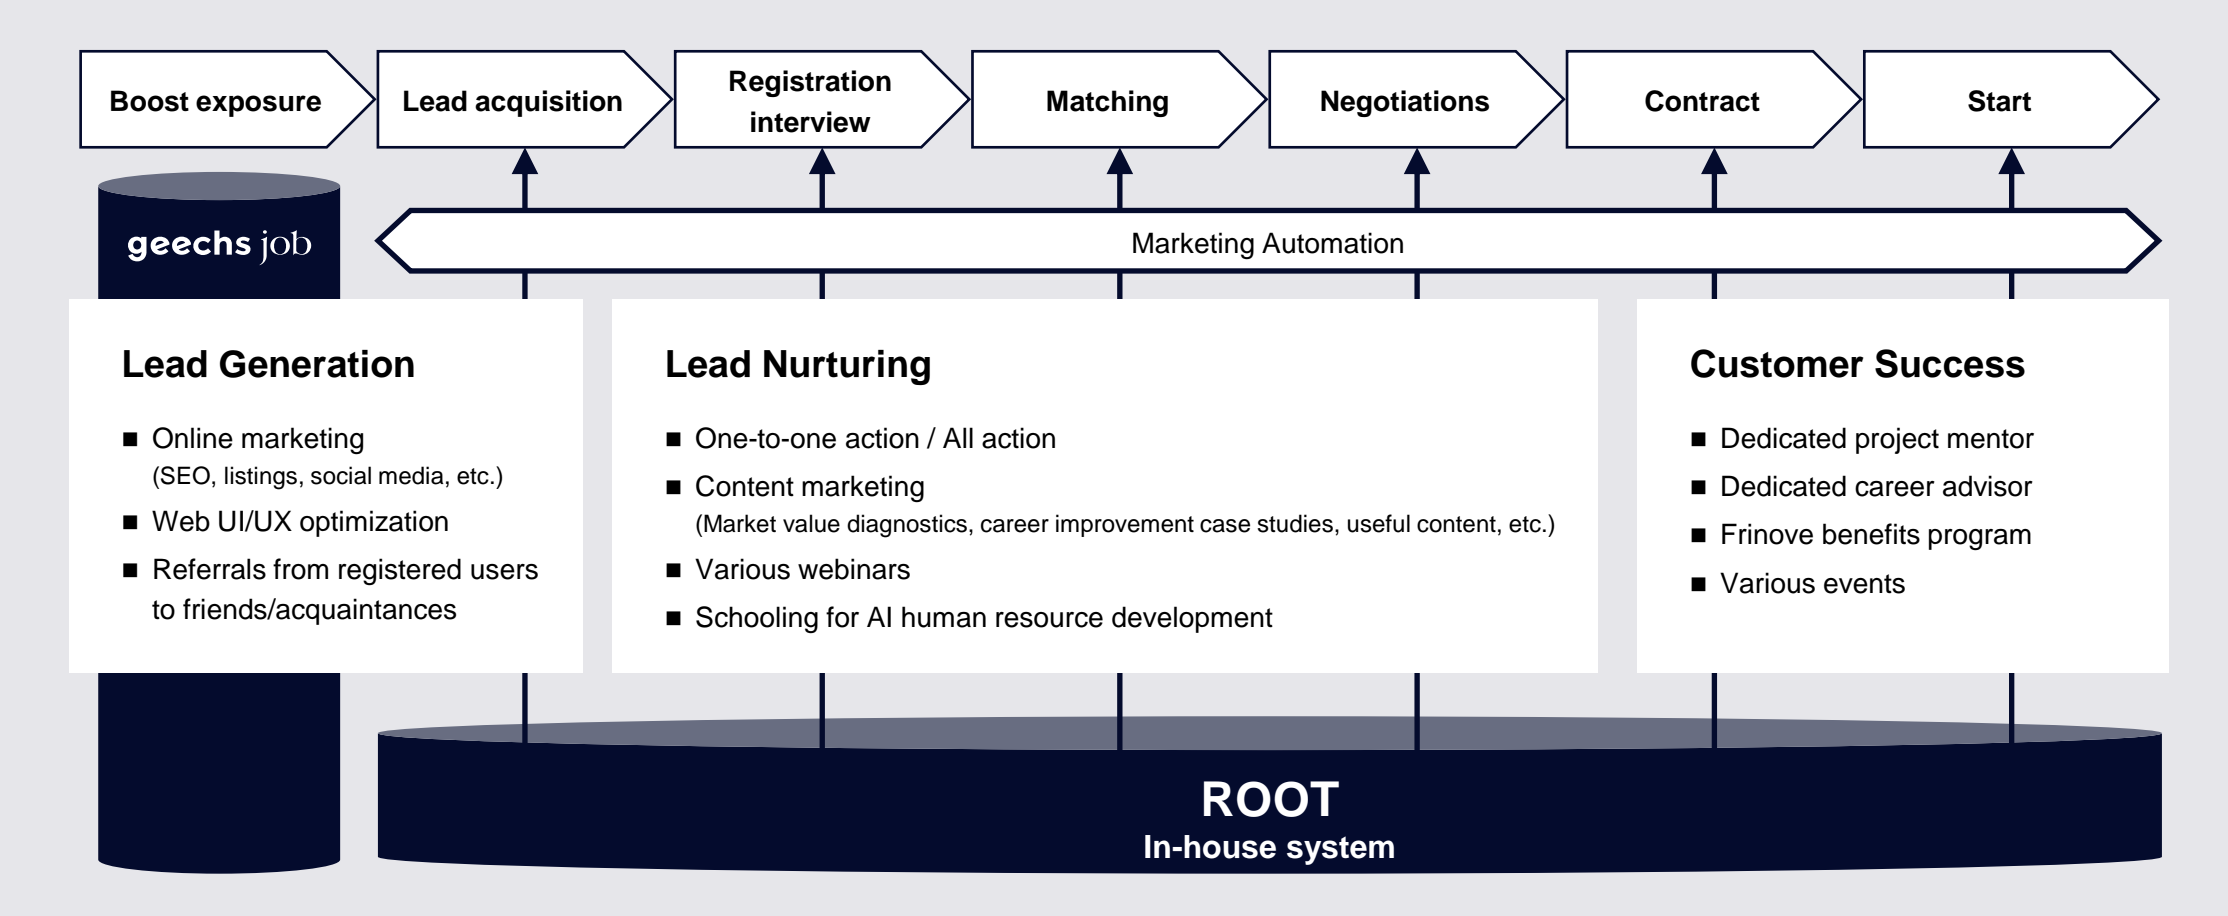 Boost exposure
Lead acquisition
Registration
interview
Matching
Negotiations
Contract
Start
geechs job
Marketing Automation
Lead Generation
■ Online marketing
(SEO, listings, social media, etc.)
■ Web UI/UX optimization
■ Referrals from registered users
to friends/acquaintances
Lead Nurturing
■ One-to-one action / All action
■ Content marketing
(Market value diagnostics, career improvement case studies, useful content, etc.)
■ Various webinars
■ Schooling for AI human resource development
Customer Success
■ Dedicated project mentor
■ Dedicated career advisor
■ Frinove benefits program
■ Various events
ROOT
In-house system